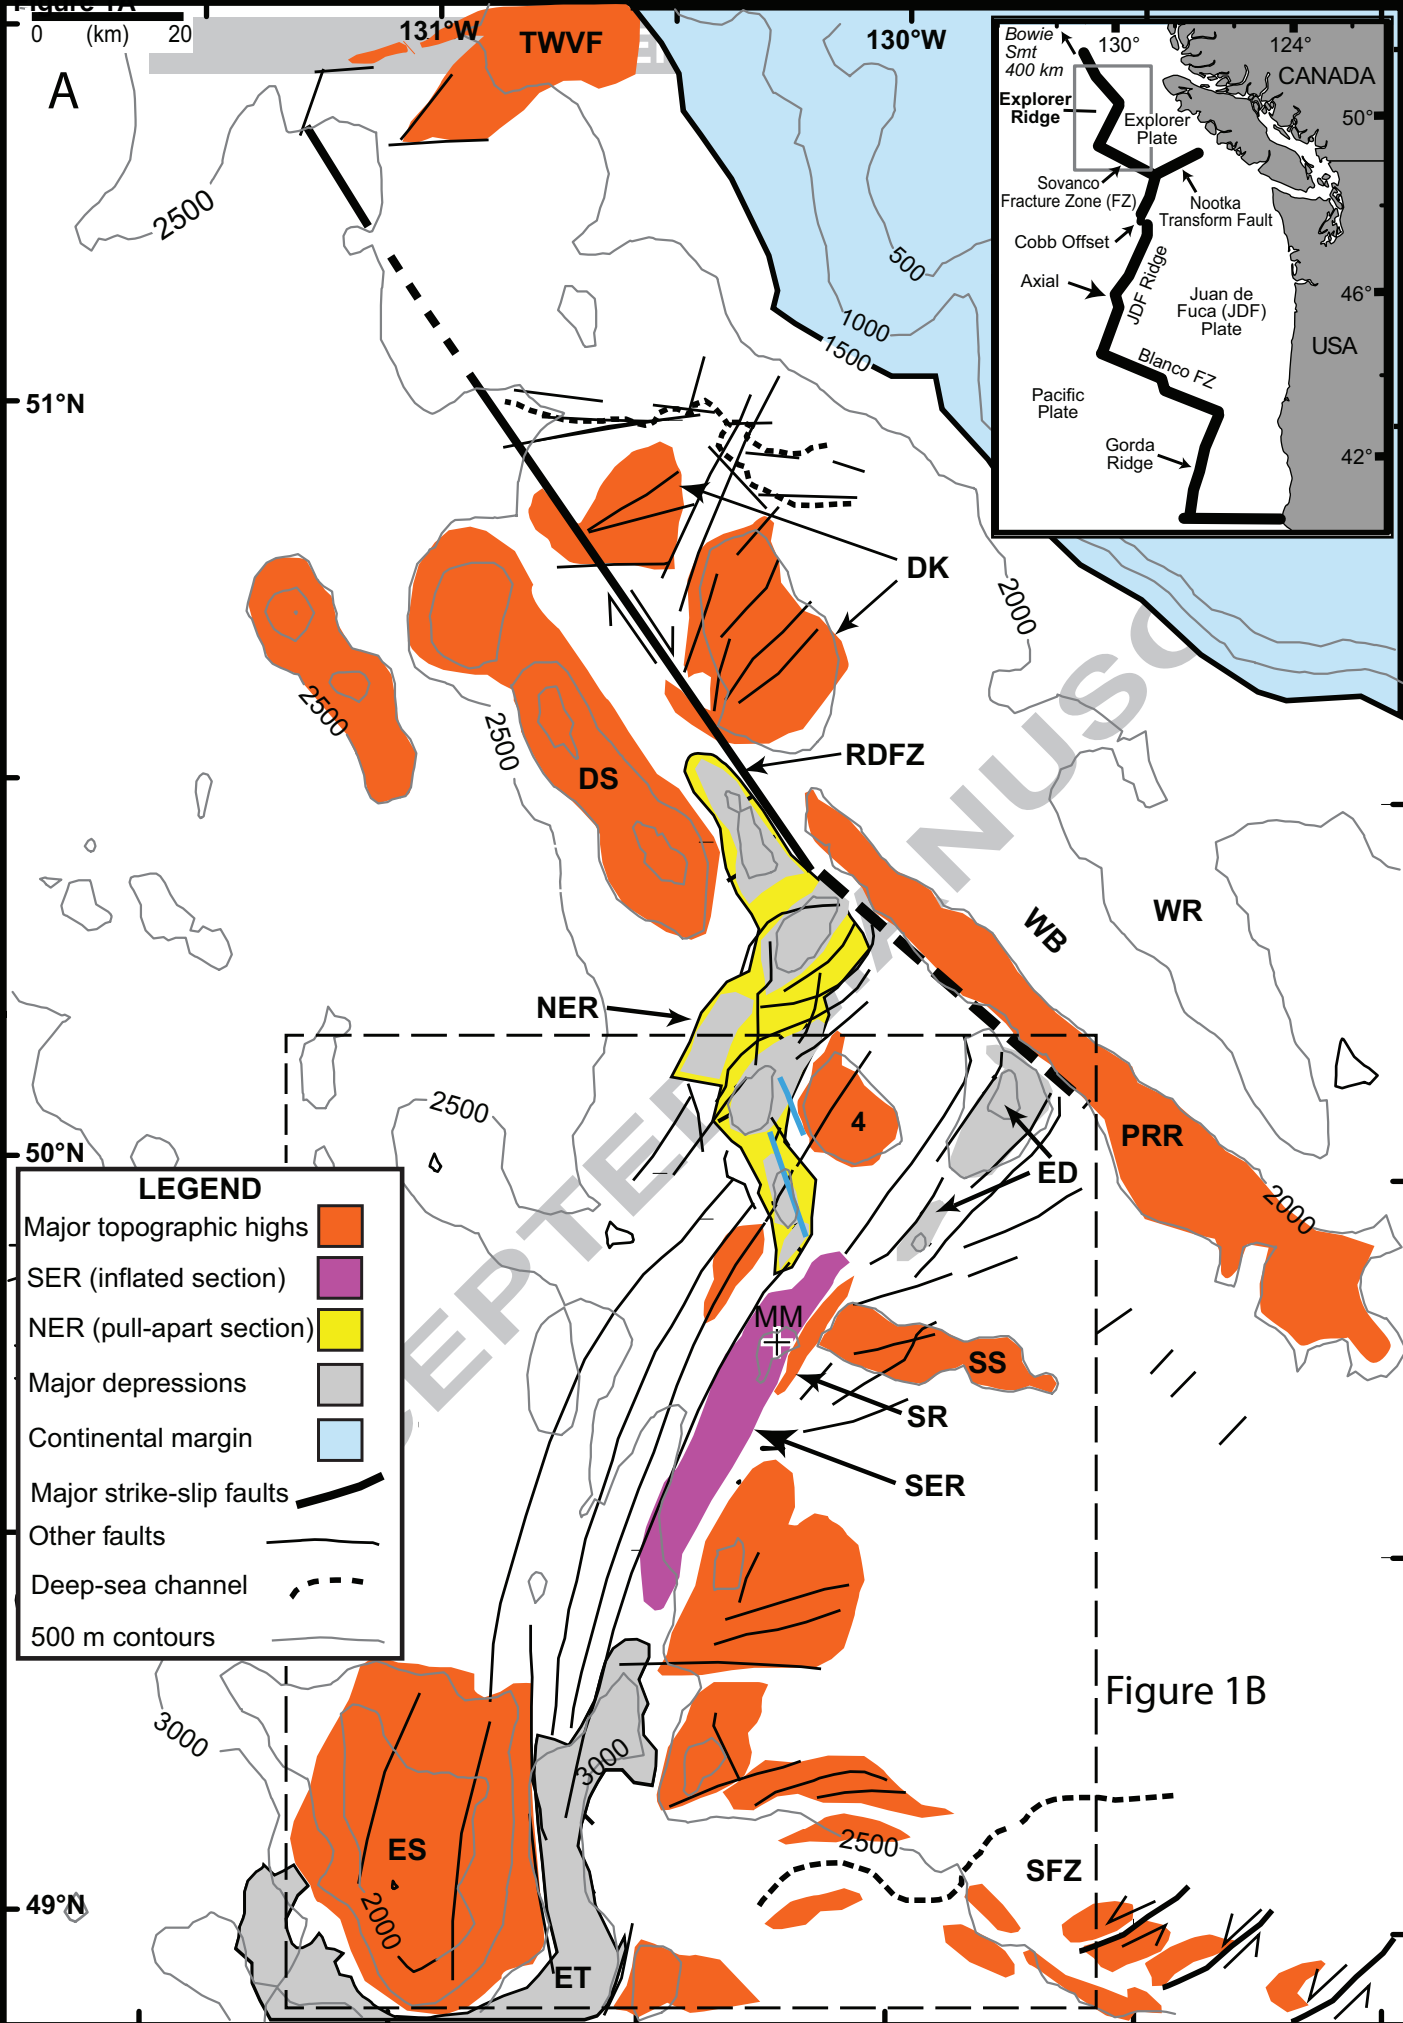 Figure 1A
0 (km) 20
A
131°W
130°W
TWVF
2500
500
1000
1500
51°N
DK
2000
2500
2500
DS
RDFZ
WB
WR
NER
2500
4
50°N
ED
PRR
2000
MM
SS
SR
SER
LEGEND
Major topographic highs
SER (inflated section)
NER (pull-apart section)
Major depressions
Continental margin
Major strike-slip faults
Other faults
Deep-sea channel
500 m contours
Figure 1B
3000
3000
2500
ES
SFZ
49°N
2000
ET
Bowie
Smt
400 km
130°
124°
CANADA
Explorer
Ridge
Explorer
Plate
50°
Sovanco
Fracture Zone (FZ)
Nootka
Transform Fault
Cobb Offset
Axial
JDF Ridge
Juan de
Fuca (JDF)
Plate
46°
USA
Blanco FZ
Pacific
Plate
Gorda
Ridge
42°